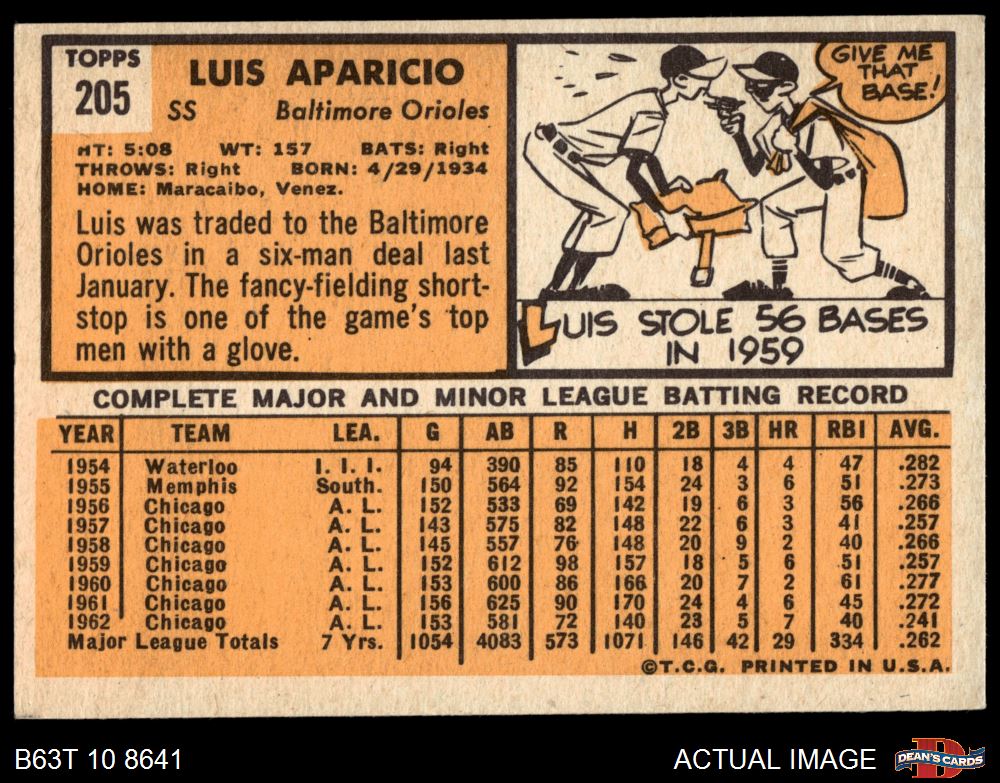 TOPPS
205
LUIS APARICIO
SS Baltimore Orioles
HT: 5:08 WT: 157 BATS: Right
THROWS: Right BORN: 4/29/1934
HOME: Maracaibo, Venez.
Luis was traded to the Baltimore
Orioles in a six-man deal last
January. The fancy-fielding short-
stop is one of the game's top
men with a glove.
GIVE ME
THAT
BASE!
LUIS STOLE 56 BASES
IN 1959
COMPLETE MAJOR AND MINOR LEAGUE BATTING RECORD
YEAR TEAM LEA. G AB R H 2B 3B HR RBI AVG.
1954 Waterloo I. I. I. 94 390 85 110 18 4 4 47 .282
1955 Memphis South. 150 564 92 154 24 3 6 51 .273
1956 Chicago A. L. 152 533 69 142 19 6 3 56 .266
1957 Chicago A. L. 143 575 82 148 22 6 3 41 .257
1958 Chicago A. L. 145 557 76 148 20 9 2 40 .266
1959 Chicago A. L. 152 612 98 157 18 5 6 51 .257
1960 Chicago A. L. 153 600 86 166 20 7 2 61 .277
1961 Chicago A. L. 156 625 90 170 24 4 6 45 .272
1962 Chicago A. L. 153 581 72 140 23 5 7 40 .241
Major League Totals 7 Yrs. 1054 4083 573 1071 146 42 29 334 .262
©T.C.G. PRINTED IN U.S.A.
B63T 10 8641
ACTUAL IMAGE
D
DEAN'S CARDS